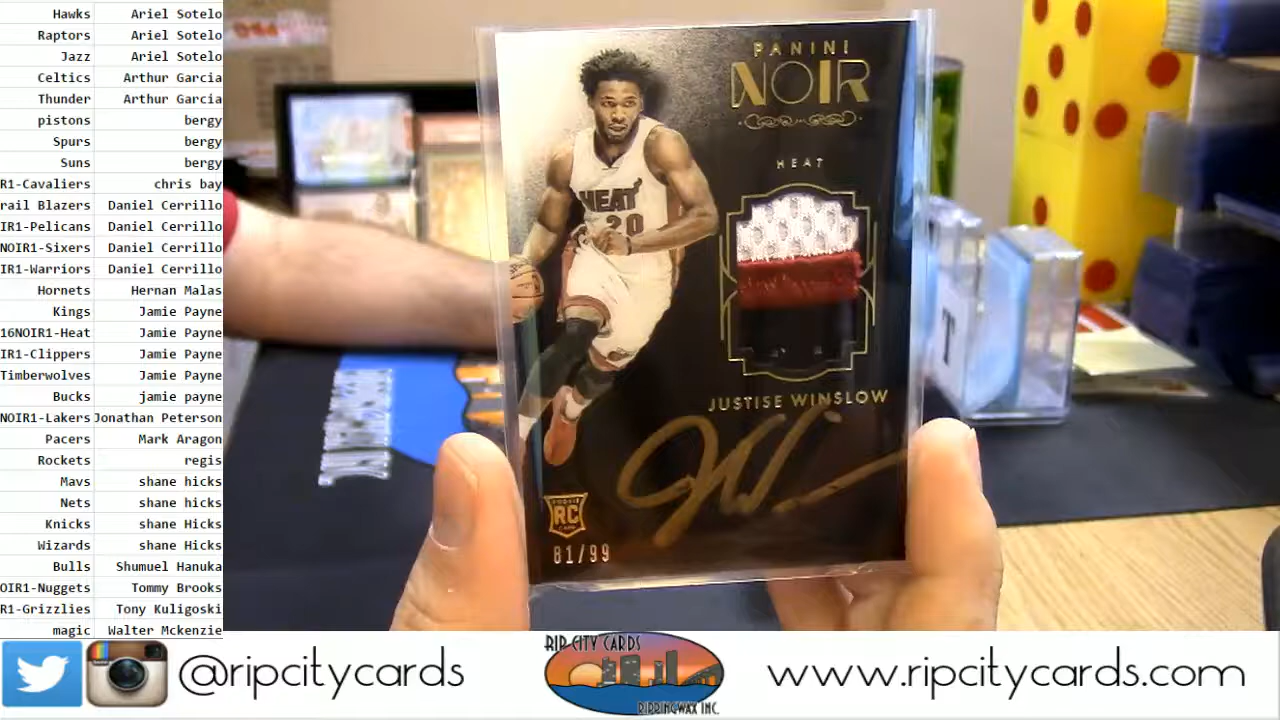 Hawks Ariel Sotelo
Raptors Ariel Sotelo
Jazz Ariel Sotelo
Celtics Arthur Garcia
Thunder Arthur Garcia
pistons bergy
Spurs bergy
Suns bergy
R1-Cavaliers chris bay
rail Blazers Daniel Cerrillo
IR1-Pelicans Daniel Cerrillo
NOIR1-Sixers Daniel Cerrillo
IR1-Warriors Daniel Cerrillo
Hornets Hernan Malas
Kings Jamie Payne
16NOIR1-Heat Jamie Payne
IR1-Clippers Jamie Payne
Timberwolves Jamie Payne
Bucks jamie payne
NOIR1-Lakers Jonathan Peterson
Pacers Mark Aragon
Rockets regis
Mavs shane hicks
Nets shane hicks
Knicks shane Hicks
Wizards shane Hicks
Bulls Shumuel Hanuka
OIR1-Nuggets Tommy Brooks
R1-Grizzlies Tony Kuligoski
magic Walter Mckenzie
PANINI
NOIR
HEAT
HEAT
20
JUSTISE WINSLOW
ROOKIE
RC
CARD
81/99
T
@ripcitycards
RIP CITY CARDS
RIPPINGWAX INC.
www.ripcitycards.com